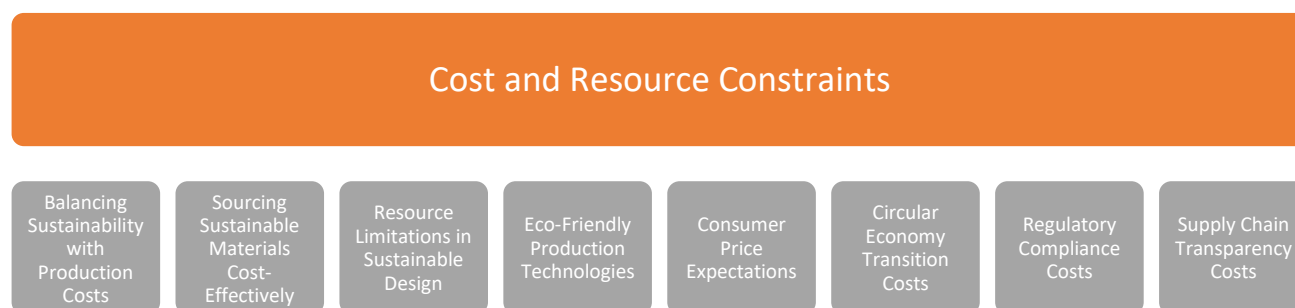 Cost and Resource Constraints
Balancing
Sustainability
with
Production
Costs
Sourcing
Sustainable
Materials
Cost-
Effectively
Resource
Limitations in
Sustainable
Design
Eco-Friendly
Production
Technologies
Consumer
Price
Expectations
Circular
Economy
Transition
Costs
Regulatory
Compliance
Costs
Supply Chain
Transparency
Costs